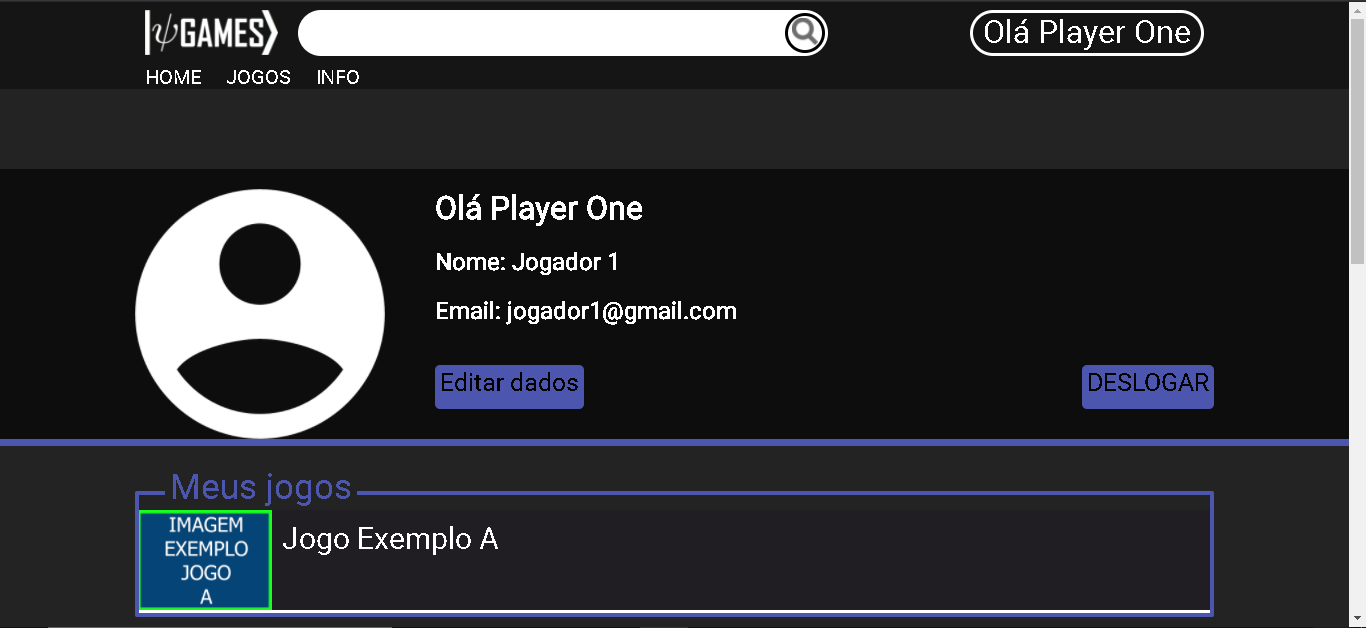 |ψGAMES⟩
Olá Player One
HOME JOGOS INFO
Olá Player One
Nome: Jogador 1
Email: jogador1@gmail.com
Editar dados
DESLOGAR
Meus jogos
IMAGEM
EXEMPLO
JOGO
A
Jogo Exemplo A